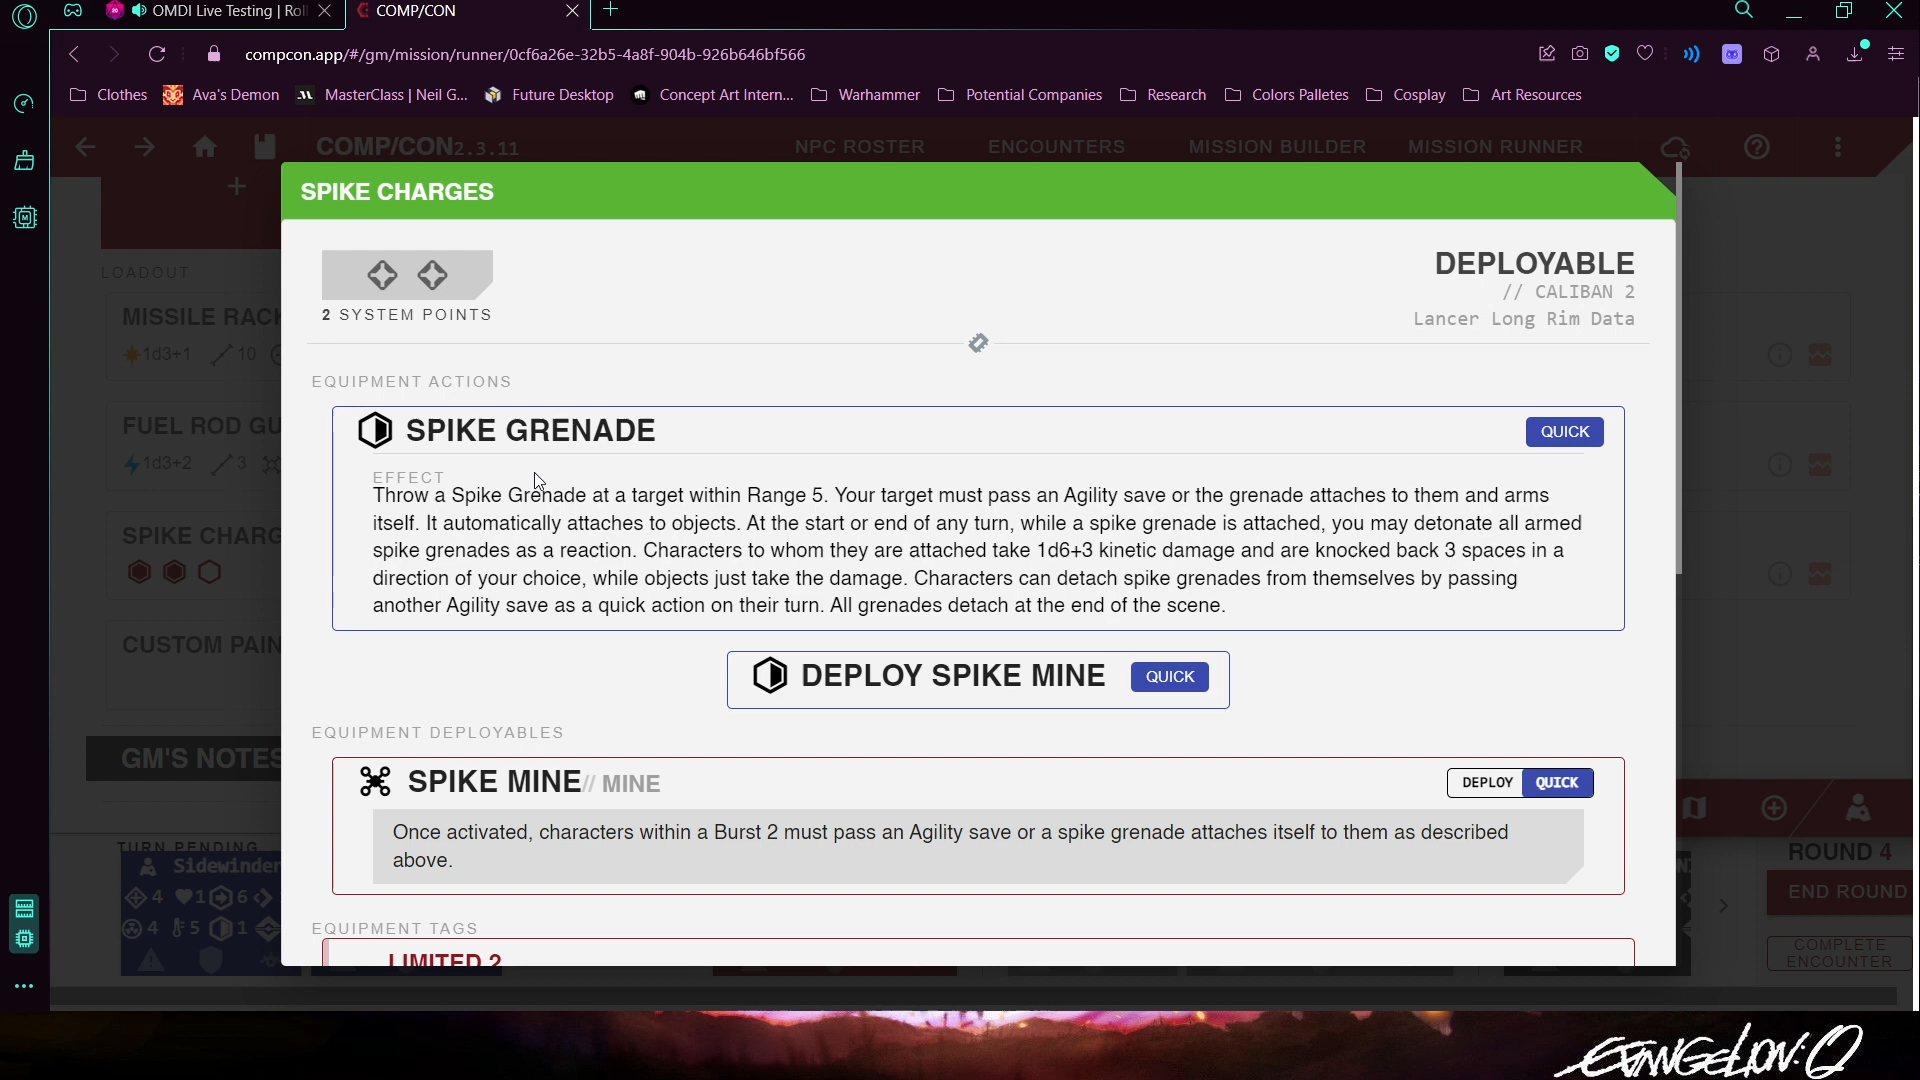 OMDI Live Testing | Rol
COMP/CON
compcon.app/#/gm/mission/runner/0cf6a26e-32b5-4a8f-904b-926b646bf566
Clothes
Ava's Demon
MasterClass | Neil G...
Future Desktop
Concept Art Intern...
Warhammer
Potential Companies
Research
Colors Palletes
Cosplay
Art Resources
COMP/CON2.3.11
NPC ROSTER
ENCOUNTERS
MISSION BUILDER
MISSION RUNNER
SPIKE CHARGES
2 SYSTEM POINTS
DEPLOYABLE
// CALIBAN 2
Lancer Long Rim Data
LOADOUT
MISSILE RACK
1d3+1
10
FUEL ROD GU
1d3+2
3
SPIKE CHARG
CUSTOM PAIN
GM'S NOTES
EQUIPMENT ACTIONS
SPIKE GRENADE
QUICK
EFFECT
Throw a Spike Grenade at a target within Range 5. Your target must pass an Agility save or the grenade attaches to them and arms
itself. It automatically attaches to objects. At the start or end of any turn, while a spike grenade is attached, you may detonate all armed
spike grenades as a reaction. Characters to whom they are attached take 1d6+3 kinetic damage and are knocked back 3 spaces in a
direction of your choice, while objects just take the damage. Characters can detach spike grenades from themselves by passing
another Agility save as a quick action on their turn. All grenades detach at the end of the scene.
DEPLOY SPIKE MINE
QUICK
EQUIPMENT DEPLOYABLES
SPIKE MINE// MINE
DEPLOY QUICK
Once activated, characters within a Burst 2 must pass an Agility save or a spike grenade attaches itself to them as described
above.
EQUIPMENT TAGS
LIMITED 2
TURN PENDING
Sidewinder
4 1 6
4 5 1
ROUND 4
END ROUND
COMPLETE
ENCOUNTER
EVANGELION:Q